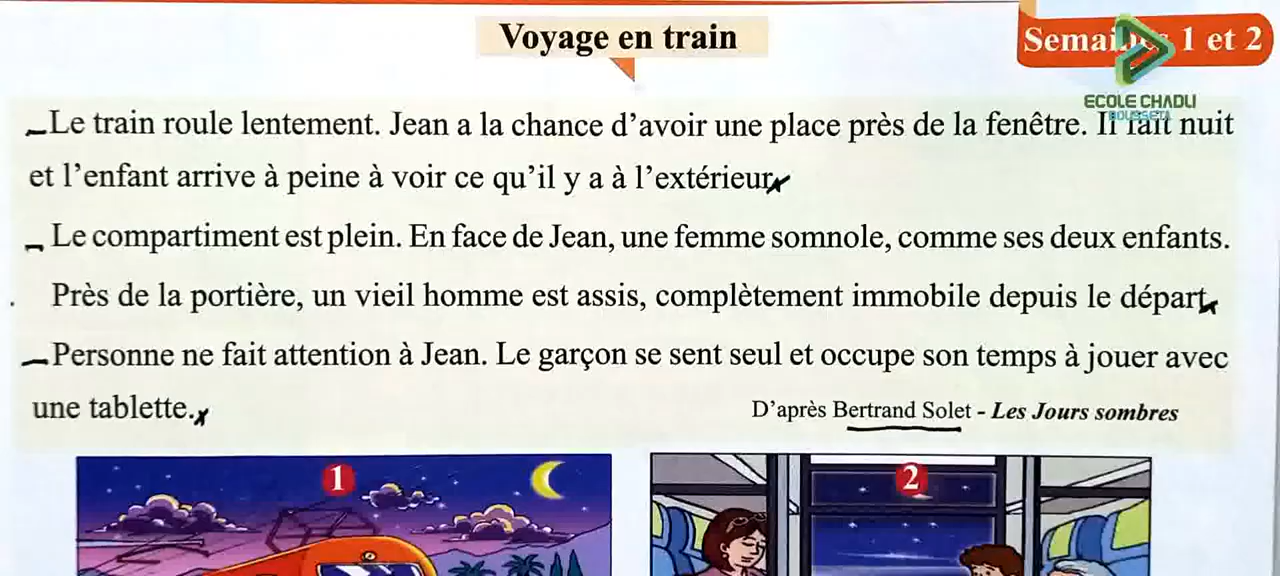 Voyage en train
Semaines 1 et 2
ECOLE CHADLI
BOUSSETA
Le train roule lentement. Jean a la chance d'avoir une place près de la fenêtre. Il fait nuit
et l'enfant arrive à peine à voir ce qu'il y a à l'extérieur
Le compartiment est plein. En face de Jean, une femme somnole, comme ses deux enfants.
Près de la portière, un vieil homme est assis, complètement immobile depuis le départ
Personne ne fait attention à Jean. Le garçon se sent seul et occupe son temps à jouer avec
une tablette.
D'après Bertrand Solet - Les Jours sombres
1
2